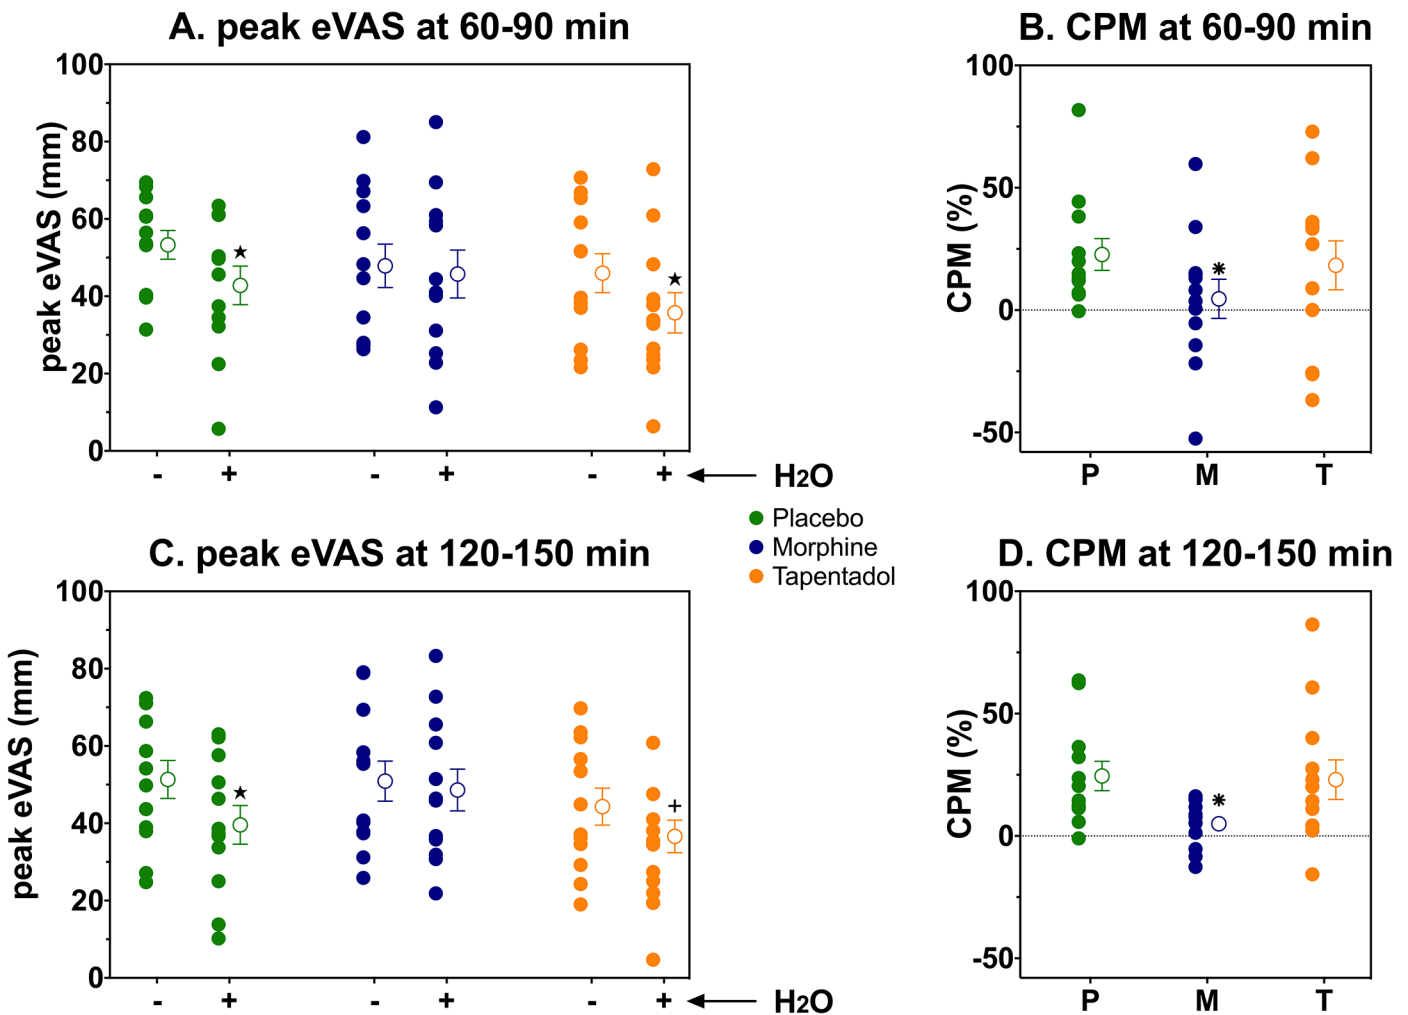 A. peak eVAS at 60-90 min
peak eVAS (mm)
100
80
60
40
20
0
- + - + - +
H2O
B. CPM at 60-90 min
CPM (%)
100
50
0
-50
P M T
Placebo
Morphine
Tapentadol
C. peak eVAS at 120-150 min
peak eVAS (mm)
100
80
60
40
20
0
- + - + - +
H2O
D. CPM at 120-150 min
CPM (%)
100
50
0
-50
P M T